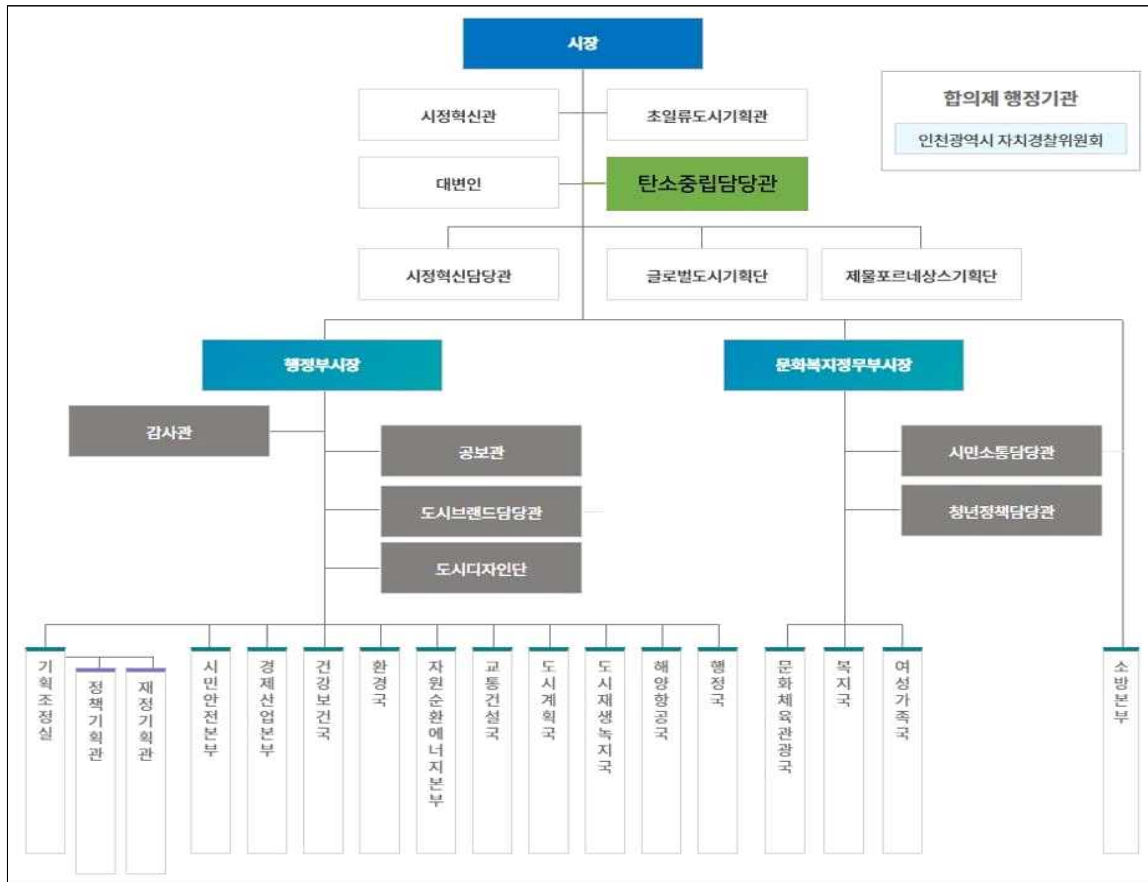 시장
합의제 행정기관
인천광역시 자치경찰위원회
시정혁신관
초일류도시기획관
대변인
탄소중립담당관
시정혁신담당관
글로벌도시기획단
제물포르네상스기획단
행정부시장
문화복지정무부시장
감사관
공보관
시민소통담당관
도시브랜드담당관
청년정책담당관
도시디자인단
기획조정실
정책기획관
재정기획관
시민안전본부
경제산업본부
건강보건국
환경국
자원순환에너지본부
교통건설국
도시계획국
도시재생녹지국
해양항공국
행정국
문화체육관광국
복지국
여성가족국
소방본부